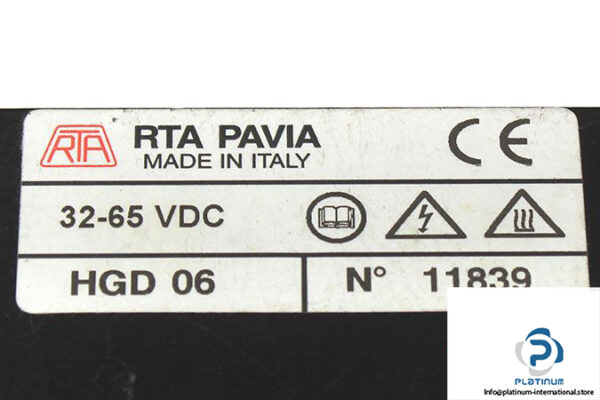 RTA
RTA PAVIA
MADE IN ITALY
CE
32-65 VDC
HGD 06
N° 11839
PLATINUM
Info@platinum-international.store